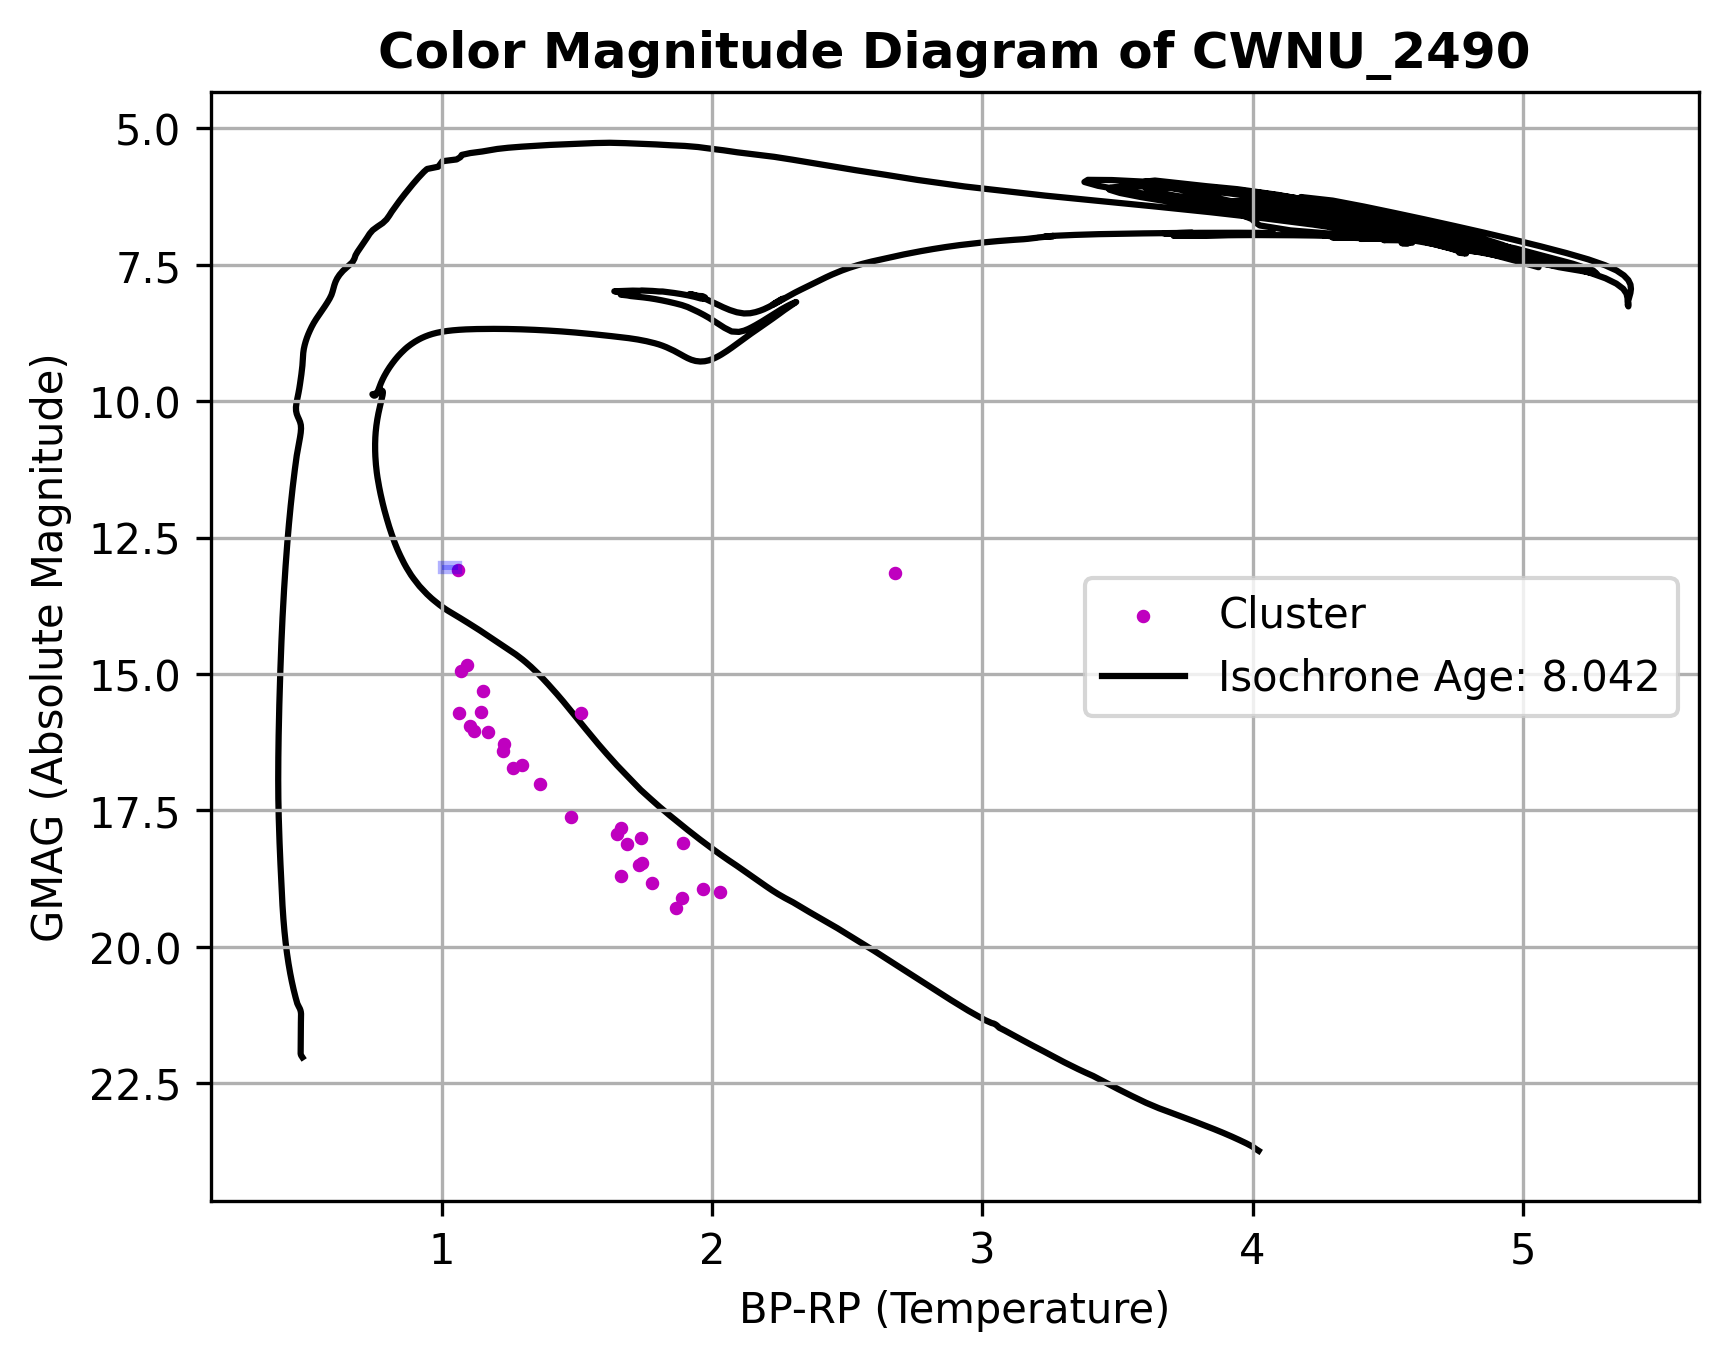 Color Magnitude Diagram of CWNU_2490
5.0
7.5
10.0
12.5
15.0
17.5
20.0
22.5
GMAG (Absolute Magnitude)
Cluster
Isochrone Age: 8.042
1 2 3 4 5
BP-RP (Temperature)